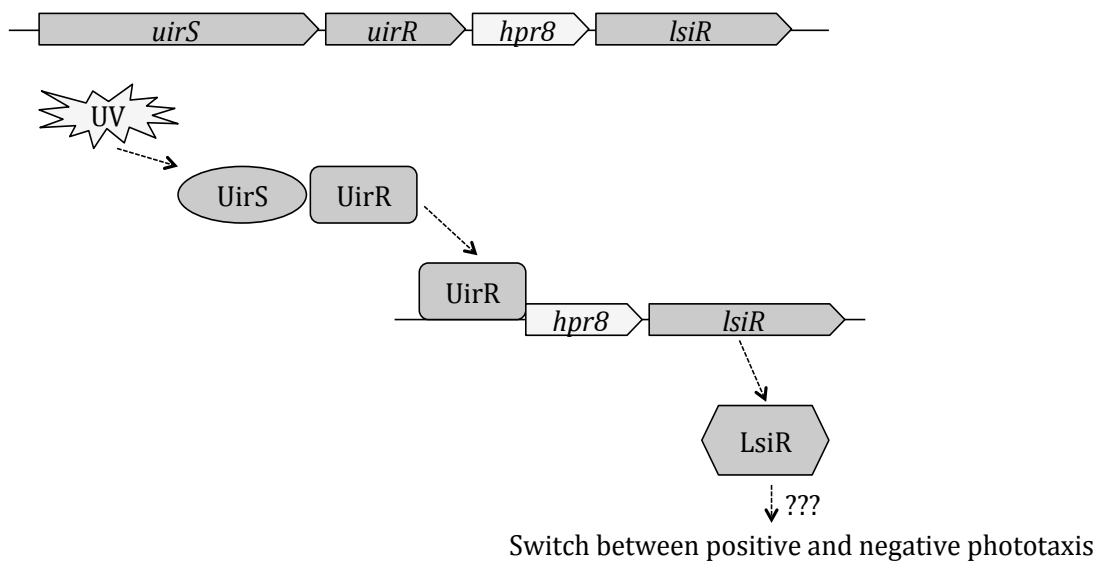 uirS uirR hpr8 lsiR
UV
UirS UirR
UirR
hpr8 lsiR
LsiR
???
Switch between positive and negative phototaxis